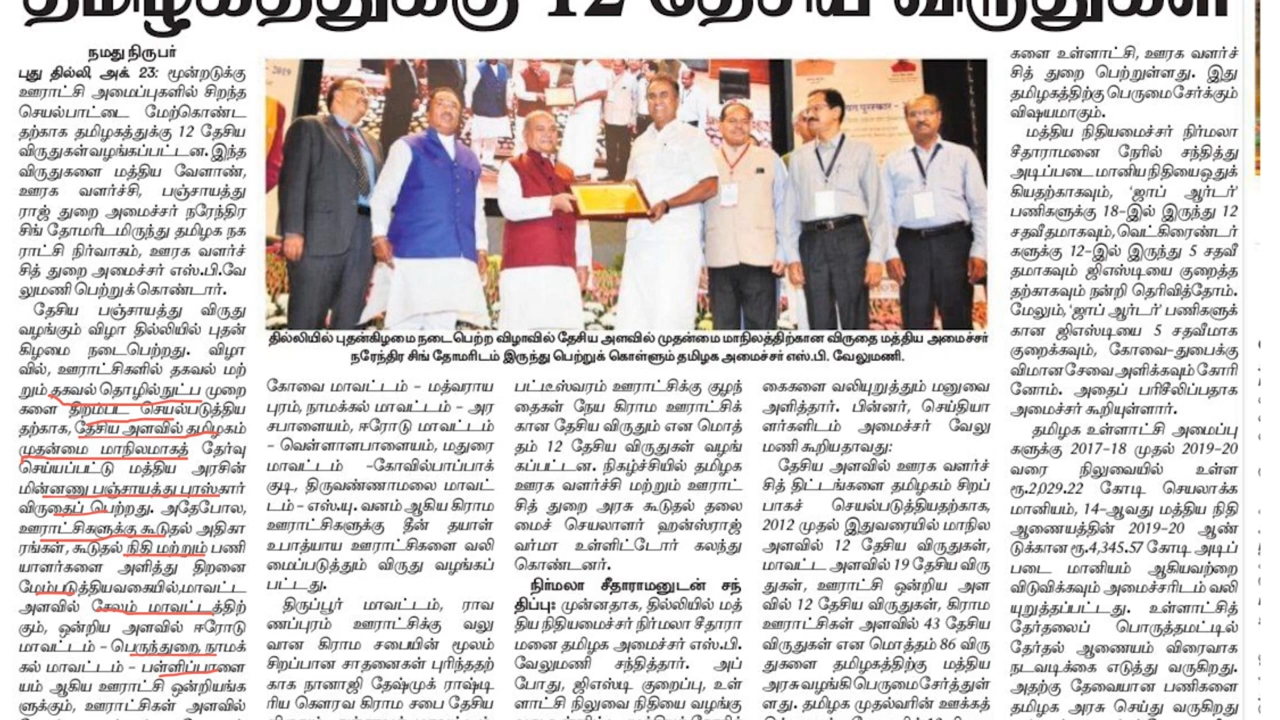 தமிழகத்துக்கு 12 தேசிய விருதுகள்
நமது நிருபர்
புது தில்லி, அக். 23: மூன்றடுக்கு
ஊராட்சி அமைப்புகளில் சிறந்த
செயல்பாட்டை மேற்கொண்ட
தற்காக தமிழகத்துக்கு 12 தேசிய
விருதுகள் வழங்கப்பட்டன. இந்த
விருதுகளை மத்திய வேளாண்,
ஊரக வளர்ச்சி, பஞ்சாயத்து
ராஜ் துறை அமைச்சர் நரேந்திர
சிங் தோமரிடமிருந்து தமிழக நக
ராட்சி நிர்வாகம், ஊரக வளர்ச்
சித் துறை அமைச்சர் எஸ்.பி.வே
லுமணி பெற்றுக் கொண்டார்.
தேசிய பஞ்சாயத்து விருது
வழங்கும் விழா தில்லியில் புதன்
கிழமை நடைபெற்றது. விழா
வில், ஊராட்சிகளில் தகவல் மற்
றும் தகவல் தொழில்நுட்ப முறை
களை திறம்பட செயல்படுத்திய
தற்காக, தேசிய அளவில் தமிழகம்
முதன்மை மாநிலமாகத் தேர்வு
செய்யப்பட்டு மத்திய அரசின்
மின்னணு பஞ்சாயத்து புரஸ்கார்
விருதைப் பெற்றது. அதேபோல,
ஊராட்சிகளுக்கு கூடுதல் அதிகா
ரங்கள், கூடுதல் நிதி மற்றும் பணி
யாளர்களை அளித்து திறனை
மேம்படுத்தியவகையில், மாவட்ட
அளவில் சேலம் மாவட்டத்திற்
கும், ஒன்றிய அளவில் ஈரோடு
மாவட்டம் – பெருந்துறை, நாமக்
கல் மாவட்டம் – பள்ளிப்பாளை
யம் ஆகிய ஊராட்சி ஒன்றியங்க
ளுக்கும், ஊராட்சிகள் அளவில்
2019
தில்லியில் புதன்கிழமை நடைபெற்ற விழாவில் தேசிய அளவில் முதன்மை மாநிலத்திற்கான விருதை மத்திய அமைச்சர்
நரேந்திர சிங் தோமரிடம் இருந்து பெற்றுக் கொள்ளும் தமிழக அமைச்சர் எஸ்.பி. வேலுமணி.
கோவை மாவட்டம் – மத்வராய
புரம், நாமக்கல் மாவட்டம் – அர
சபாளையம், ஈரோடு மாவட்டம்
– வெள்ளாளபாளையம், மதுரை
மாவட்டம் –கோவில்பாப்பாக்
குடி, திருவண்ணாமலை மாவட்
டம் – எஸ்.யு. வனம் ஆகிய கிராம
ஊராட்சிகளுக்கு தீன் தயாள்
உபாத்யாய ஊராட்சிகளை வலி
மைப்படுத்தும் விருது வழங்கப்
பட்டது.
திருப்பூர் மாவட்டம், ராவ
ணப்புரம் ஊராட்சிக்கு வலு
வான கிராம சபையின் மூலம்
சிறப்பான சாதனைகள் புரிந்ததற்
காக நானாஜி தேஷ்முக் ராஷ்டி
ரிய கௌரவ கிராம சபை தேசிய
பட்டீஸ்வரம் ஊராட்சிக்கு குழந்
தைகள் நேய கிராம ஊராட்சிக்
கான தேசிய விருதும் என மொத்
தம் 12 தேசிய விருதுகள் வழங்
கப்பட்டன. நிகழ்ச்சியில் தமிழக
ஊரக வளர்ச்சி மற்றும் ஊராட்
சித் துறை அரசு கூடுதல் தலை
மைச் செயலாளர் ஹன்ஸ்ராஜ்
வர்மா உள்ளிட்டோர் கலந்து
கொண்டனர்.
நிர்மலா சீதாராமனுடன் சந்
திப்பு: முன்னதாக, தில்லியில் மத்
திய நிதியமைச்சர் நிர்மலா சீதாரா
மனை தமிழக அமைச்சர் எஸ்.பி.
வேலுமணி சந்தித்தார். அப்
போது, ஜிஎஸ்டி குறைப்பு, உள்
ளாட்சி நிலுவை நிதியை வழங்கு
கைகளை வலியுறுத்தும் மனுவை
அளித்தார். பின்னர், செய்தியா
ளர்களிடம் அமைச்சர் வேலு
மணி கூறியதாவது:
தேசிய அளவில் ஊரக வளர்ச்
சித் திட்டங்களை தமிழகம் சிறப்
பாகச் செயல்படுத்தியதற்காக,
2012 முதல் இதுவரையில் மாநில
அளவில் 12 தேசிய விருதுகள்,
மாவட்ட அளவில் 19 தேசிய விரு
துகள், ஊராட்சி ஒன்றிய அள
வில் 12 தேசிய விருதுகள், கிராம
ஊராட்சிகள் அளவில் 43 தேசிய
விருதுகள் என மொத்தம் 86 விரு
துகளை தமிழகத்திற்கு மத்திய
அரசு வழங்கி பெருமை சேர்த்துள்
ளது. தமிழக முதல்வரின் ஊக்கத்
களை உள்ளாட்சி, ஊரக வளர்ச்
சித் துறை பெற்றுள்ளது. இது
தமிழகத்திற்கு பெருமை சேர்க்கும்
விஷயமாகும்.
மத்திய நிதியமைச்சர் நிர்மலா
சீதாராமனை நேரில் சந்தித்து
அடிப்படை மானிய நிதியை ஒதுக்
கியதற்காகவும், 'ஜாப் ஆர்டர்'
பணிகளுக்கு 18–இல் இருந்து 12
சதவீதமாகவும், வெட்கிரைண்டர்
களுக்கு 12–இல் இருந்து 5 சதவீ
தமாகவும் ஜிஎஸ்டியை குறைத்த
தற்காகவும் நன்றி தெரிவித்தோம்.
மேலும், 'ஜாப் ஆர்டர்' பணிகளுக்
கான ஜிஎஸ்டியை 5 சதவீமாக
குறைக்கவும், கோவை–துபைக்கு
விமான சேவை அளிக்கவும் கோரி
னோம். அதைப் பரிசீலிப்பதாக
அமைச்சர் கூறியுள்ளார்.
தமிழக உள்ளாட்சி அமைப்பு
களுக்கு 2017–18 முதல் 2019–20
வரை நிலுவையில் உள்ள
ரூ.2,029.22 கோடி செயலாக்க
மானியம், 14–ஆவது மத்திய நிதி
ஆணையத்தின் 2019–20 ஆண்
டுக்கான ரூ.4,345.57 கோடி அடிப்
படை மானியம் ஆகியவற்றை
விடுவிக்கவும் அமைச்சரிடம் வலி
யுறுத்தப்பட்டது. உள்ளாட்சித்
தேர்தலைப் பொருத்தமட்டில்
தேர்தல் ஆணையம் விரைவாக
நடவடிக்கை எடுத்து வருகிறது.
அதற்கு தேவையான பணிகளை
தமிழக அரசு செய்து வருகிறது